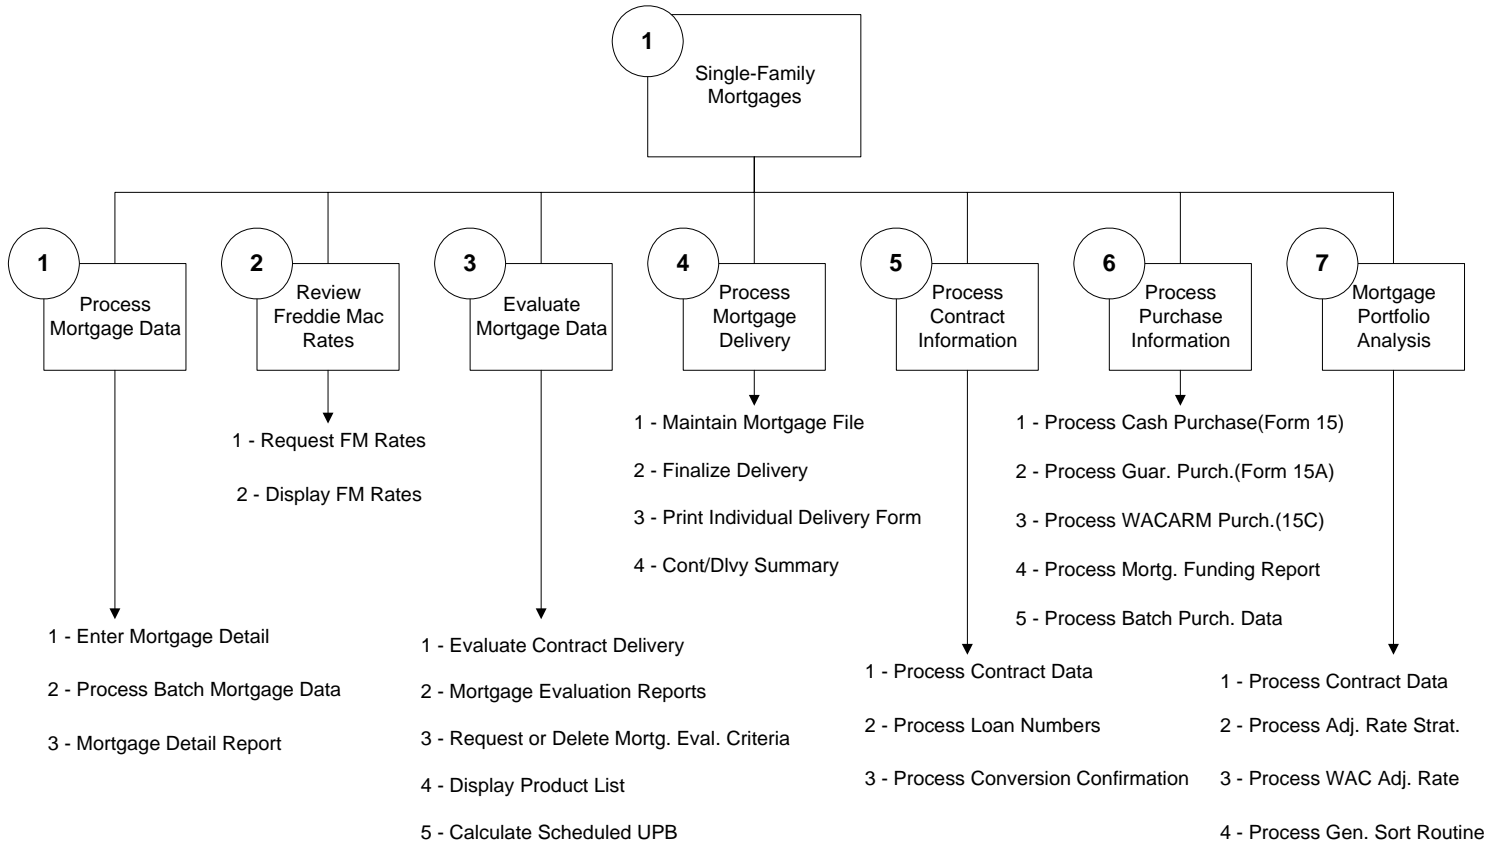 1
Single-Family
Mortgages
1
Process
Mortgage Data
2
Review
Freddie Mac
Rates
3
Evaluate
Mortgage Data
4
Process
Mortgage
Delivery
5
Process
Contract
Information
6
Process
Purchase
Information
7
Mortgage
Portfolio
Analysis
1 - Enter Mortgage Detail
2 - Process Batch Mortgage Data
3 - Mortgage Detail Report
1 - Request FM Rates
2 - Display FM Rates
1 - Evaluate Contract Delivery
2 - Mortgage Evaluation Reports
3 - Request or Delete Mortg. Eval. Criteria
4 - Display Product List
5 - Calculate Scheduled UPB
1 - Maintain Mortgage File
2 - Finalize Delivery
3 - Print Individual Delivery Form
4 - Cont/Dlvy Summary
1 - Process Contract Data
2 - Process Loan Numbers
3 - Process Conversion Confirmation
1 - Process Cash Purchase(Form 15)
2 - Process Guar. Purch.(Form 15A)
3 - Process WACARM Purch.(15C)
4 - Process Mortg. Funding Report
5 - Process Batch Purch. Data
1 - Process Contract Data
2 - Process Adj. Rate Strat.
3 - Process WAC Adj. Rate
4 - Process Gen. Sort Routine